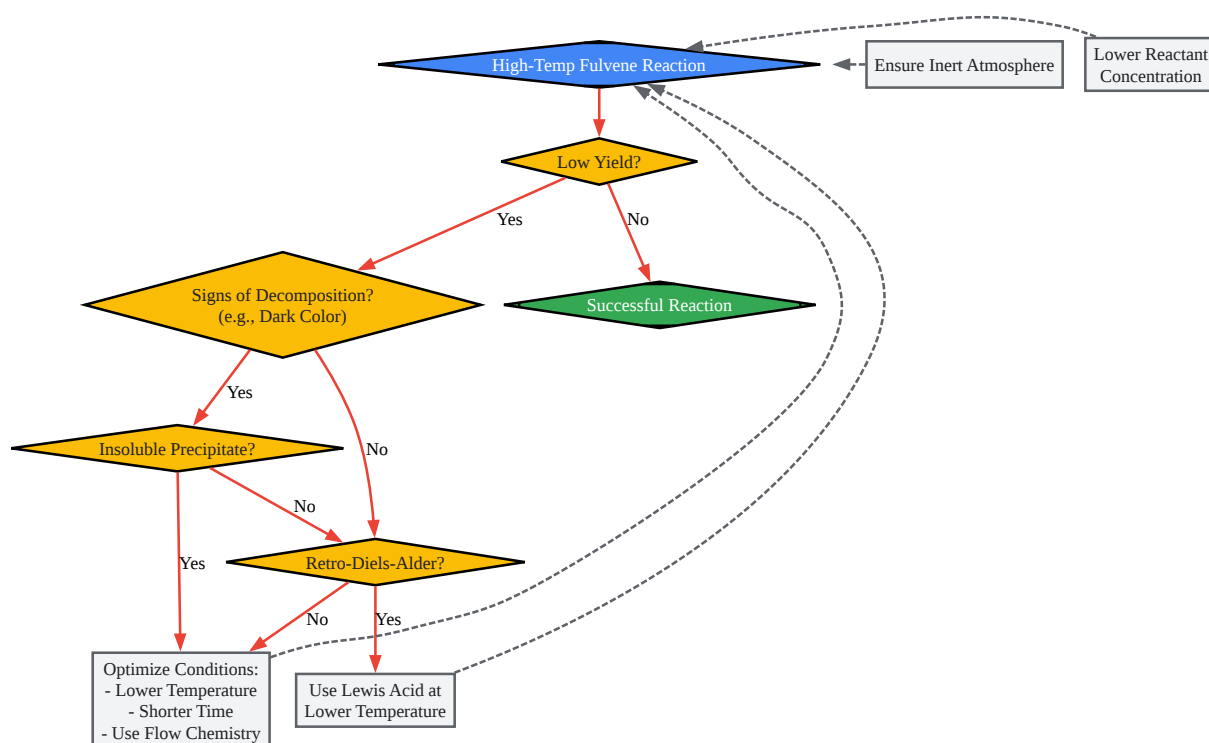 High-Temp Fulvene Reaction
Ensure Inert Atmosphere
Lower Reactant
Concentration
Low Yield?
Yes
No
Signs of Decomposition?
(e.g., Dark Color)
Successful Reaction
Yes
No
Insoluble Precipitate?
No
Yes
Retro-Diels-Alder?
No
Yes
Optimize Conditions:
- Lower Temperature
- Shorter Time
- Use Flow Chemistry
Use Lewis Acid at
Lower Temperature